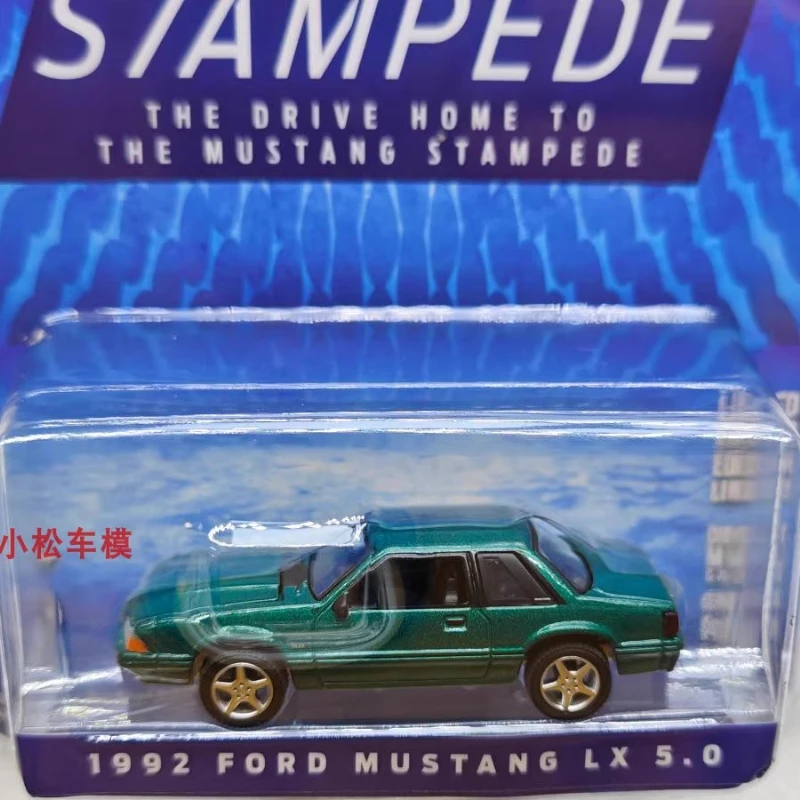 STAMPEDE
THE DRIVE HOME TO
THE MUSTANG STAMPEDE
小松车模
1992 FORD MUSTANG LX 5.0